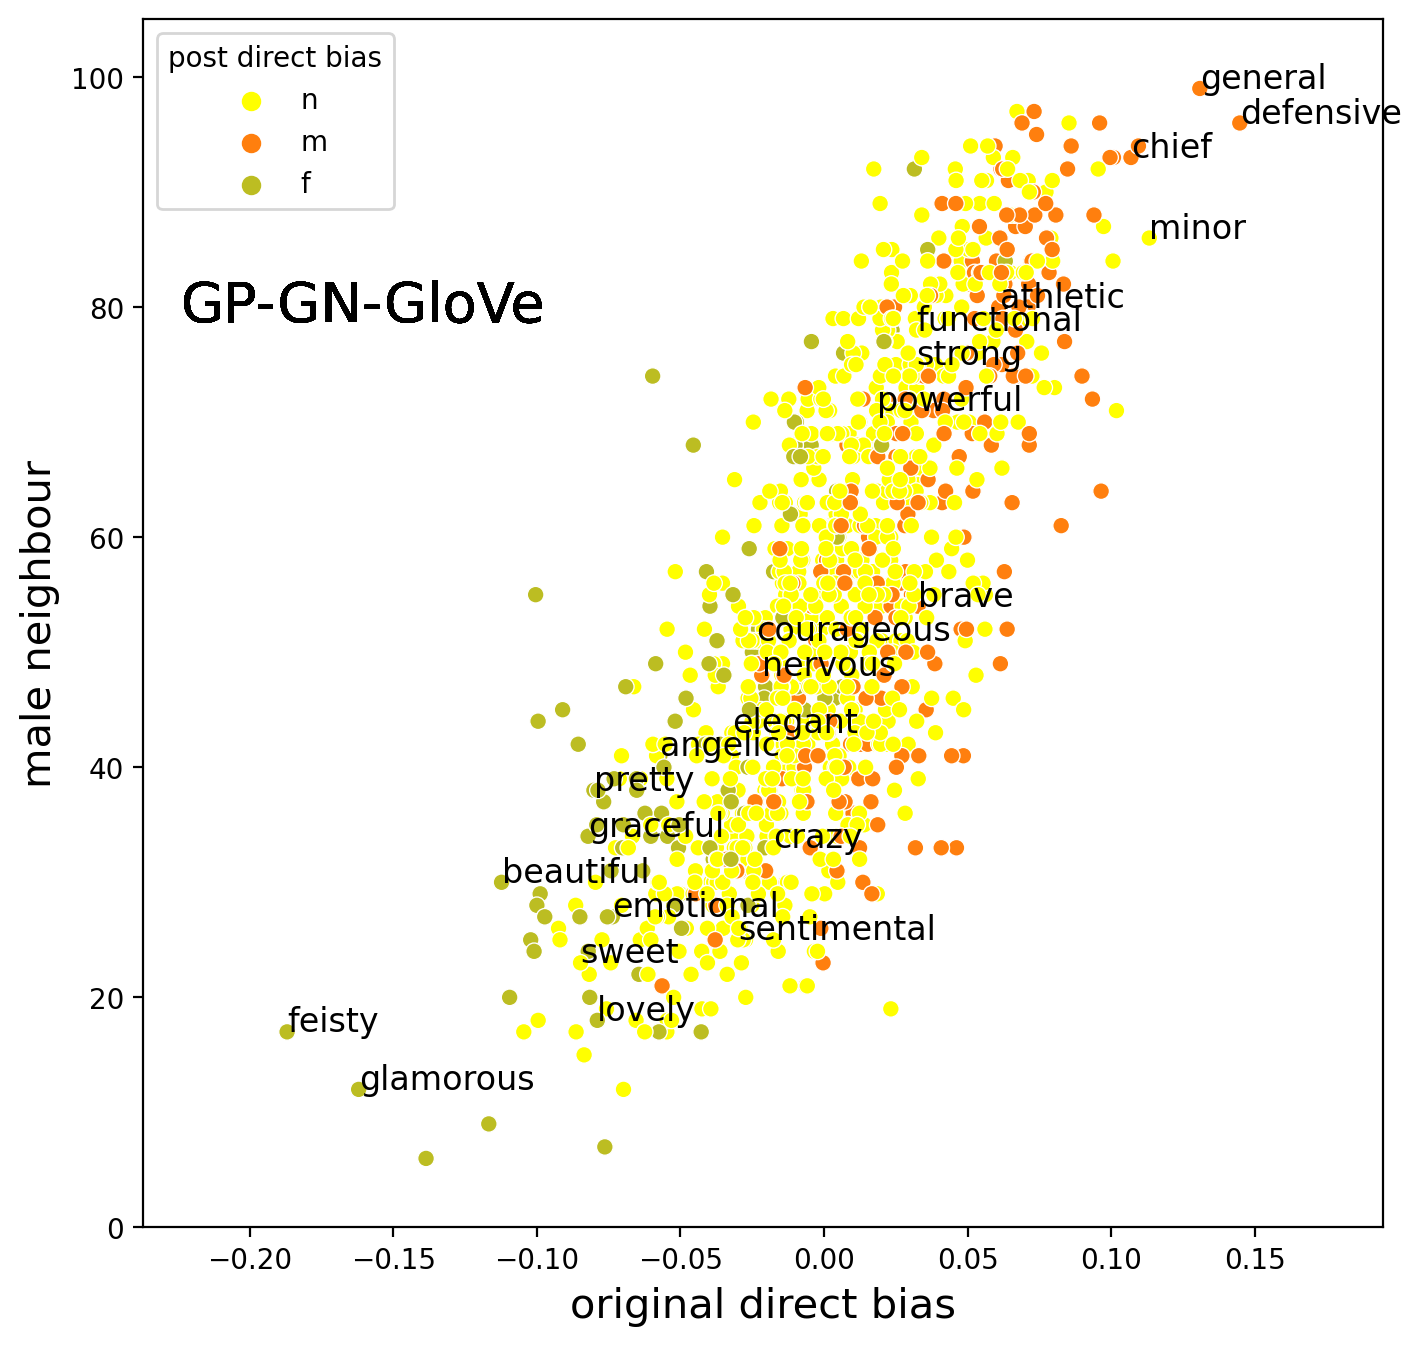 post direct bias
n
m
f
GP-GN-GloVe
general
defensive
chief
minor
athletic
functional
strong
powerful
brave
courageous
nervous
elegant
angelic
pretty
graceful
crazy
beautiful
emotional
sentimental
sweet
lovely
feisty
glamorous
male neighbour
100
80
60
40
20
0
−0.20 −0.15 −0.10 −0.05 0.00 0.05 0.10 0.15
original direct bias